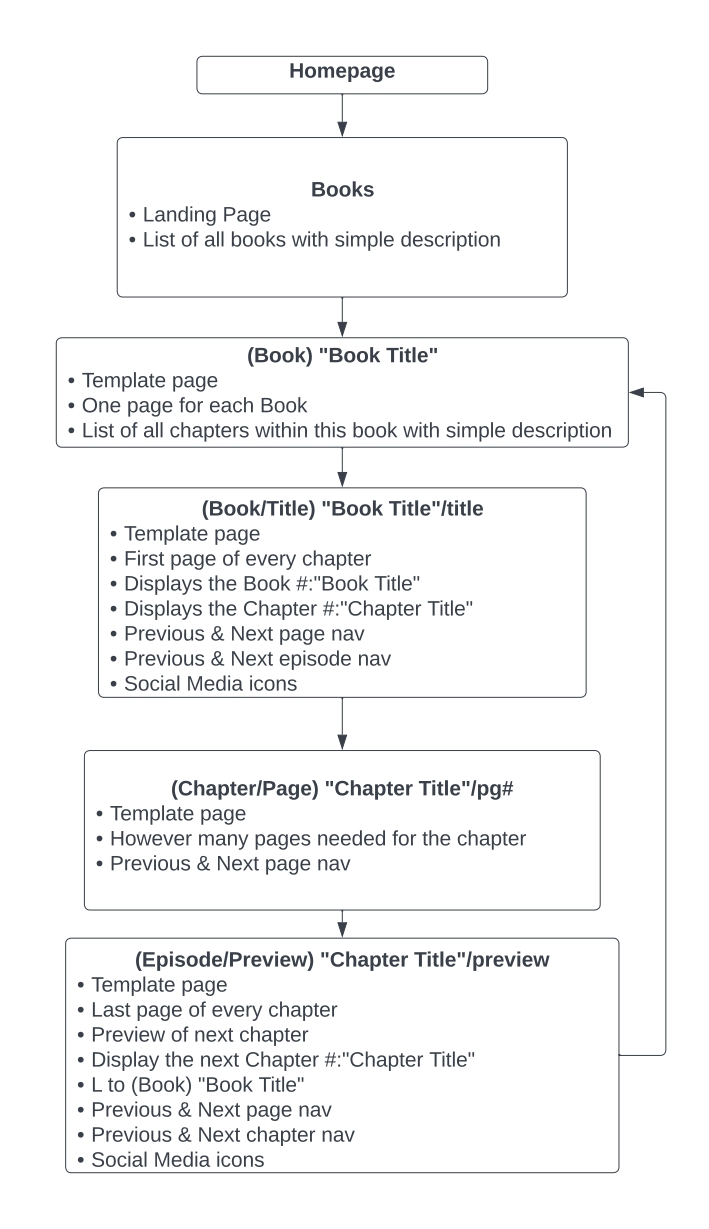 Homepage
Books
• Landing Page
• List of all books with simple description
(Book) "Book Title"
• Template page
• One page for each Book
• List of all chapters within this book with simple description
(Book/Title) "Book Title"/title
• Template page
• First page of every chapter
• Displays the Book #:"Book Title"
• Displays the Chapter #:"Chapter Title"
• Previous & Next page nav
• Previous & Next episode nav
• Social Media icons
(Chapter/Page) "Chapter Title"/pg#
• Template page
• However many pages needed for the chapter
• Previous & Next page nav
(Episode/Preview) "Chapter Title"/preview
• Template page
• Last page of every chapter
• Preview of next chapter
• Display the next Chapter #:"Chapter Title"
• L to (Book) "Book Title"
• Previous & Next page nav
• Previous & Next chapter nav
• Social Media icons